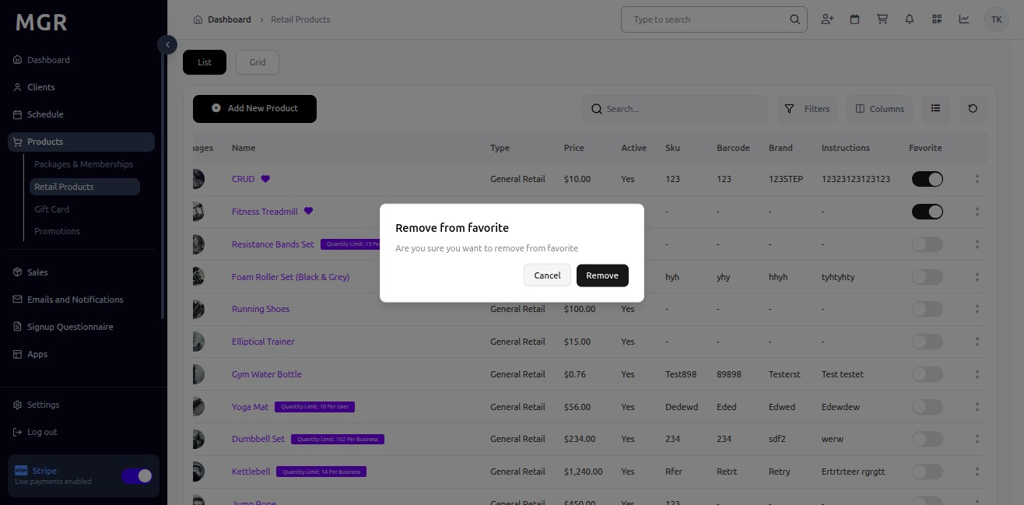 MGR
Dashboard
Clients
Schedule
Products
Packages & Memberships
Retail Products
Gift Card
Promotions
Sales
Emails and Notifications
Signup Questionnaire
Apps
Settings
Log out
Stripe
Live payments enabled
Dashboard > Retail Products
Type to search
TK
List
Grid
Add New Product
Search...
Filters
Columns
ages Name Type Price Active Sku Barcode Brand Instructions Favorite
CRUD General Retail $10.00 Yes 123 123 123STEP 12323123123123
Fitness Treadmill - - - -
Resistance Bands Set - - - -
Foam Roller Set (Black & Grey) hyh yhy hhyh tyhtyhty
Running Shoes General Retail $100.00 Yes - - - -
Elliptical Trainer General Retail $15.00 Yes - - - -
Gym Water Bottle General Retail $0.76 Yes Test898 89898 Testerst Test testet
Yoga Mat Quantity Limit: 10 Per User General Retail $56.00 Yes Dedewd Eded Edwed Edewdew
Dumbbell Set Quantity Limit: 102 Per Business General Retail $234.00 Yes 234 234 sdf2 werw
Kettlebell Quantity Limit: 14 Per Business General Retail $1,240.00 Yes Rfer Retrt Retry Ertrtrteer rgrgtt
Jump Rope General Retail $450.00 Yes 123 - - -
Remove from favorite
Are you sure you want to remove from favorite
Cancel
Remove